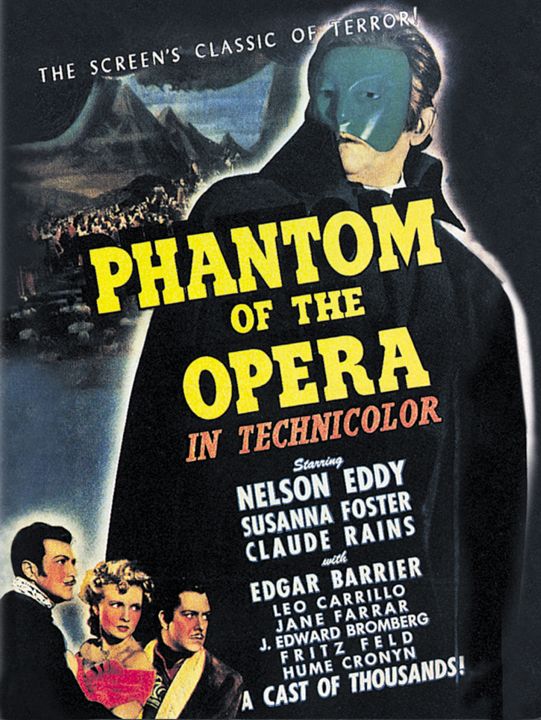 THE SCREEN'S CLASSIC OF TERROR!
PHANTOM
OF THE
OPERA
IN TECHNICOLOR
Starring
NELSON EDDY
SUSANNA FOSTER
CLAUDE RAINS
with
EDGAR BARRIER
LEO CARRILLO
JANE FARRAR
J. EDWARD BROMBERG
FRITZ FELD
HUME CRONYN
A CAST OF THOUSANDS!